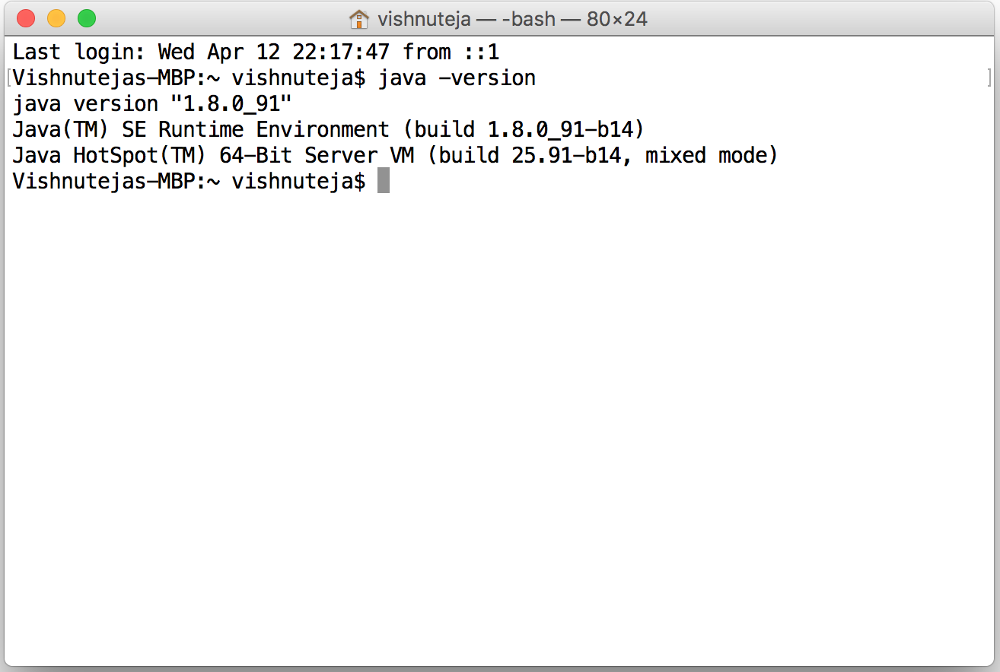 vishnuteja — -bash — 80×24
Last login: Wed Apr 12 22:17:47 from ::1
[Vishnutejas-MBP:~ vishnuteja$ java -version ]
java version "1.8.0_91"
Java(TM) SE Runtime Environment (build 1.8.0_91-b14)
Java HotSpot(TM) 64-Bit Server VM (build 25.91-b14, mixed mode)
Vishnutejas-MBP:~ vishnuteja$